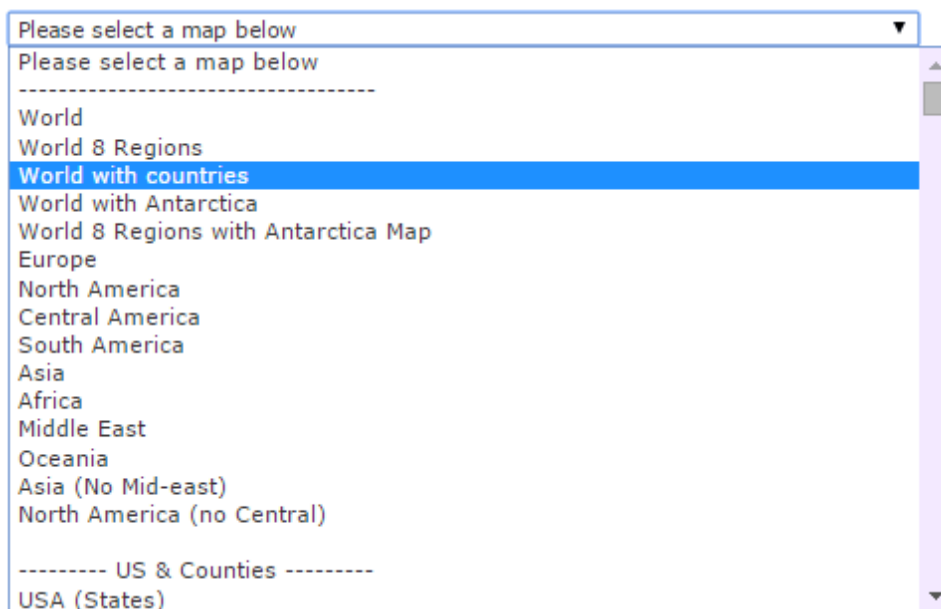 Please select a map below
Please select a map below
------------------------------------
World
World 8 Regions
World with countries
World with Antarctica
World 8 Regions with Antarctica Map
Europe
North America
Central America
South America
Asia
Africa
Middle East
Oceania
Asia (No Mid-east)
North America (no Central)
--------- US & Counties ---------
USA (States)